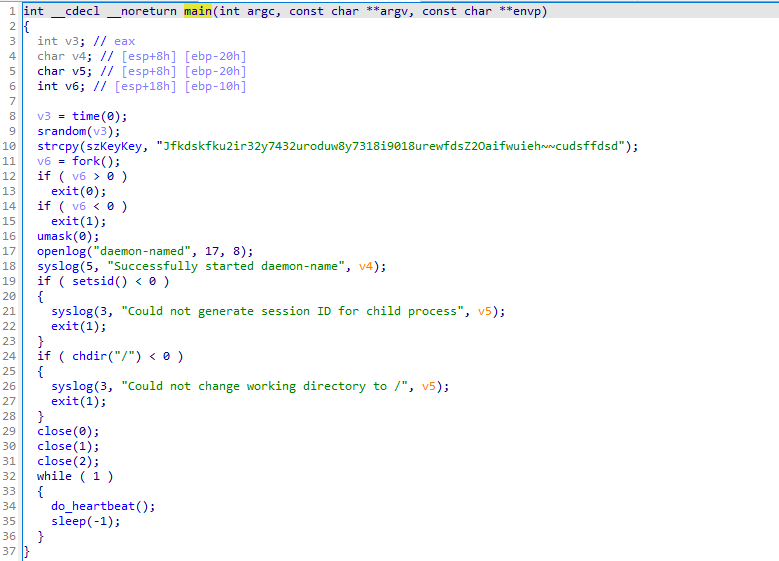 1 int __cdecl __noreturn main(int argc, const char **argv, const char **envp)
2 {
3   int v3; // eax
4   char v4; // [esp+8h] [ebp-20h]
5   char v5; // [esp+8h] [ebp-20h]
6   int v6; // [esp+18h] [ebp-10h]
7
8   v3 = time(0);
9   srandom(v3);
10   strcpy(szKeyKey, "Jfkdskfku2ir32y7432uroduw8y7318i9018urewfdsZ2Oaifwuieh~~cudsffdsd");
11   v6 = fork();
12   if ( v6 > 0 )
13     exit(0);
14   if ( v6 < 0 )
15     exit(1);
16   umask(0);
17   openlog("daemon-named", 17, 8);
18   syslog(5, "Successfully started daemon-name", v4);
19   if ( setsid() < 0 )
20   {
21     syslog(3, "Could not generate session ID for child process", v5);
22     exit(1);
23   }
24   if ( chdir("/") < 0 )
25   {
26     syslog(3, "Could not change working directory to /", v5);
27     exit(1);
28   }
29   close(0);
30   close(1);
31   close(2);
32   while ( 1 )
33   {
34     do_heartbeat();
35     sleep(-1);
36   }
37 }